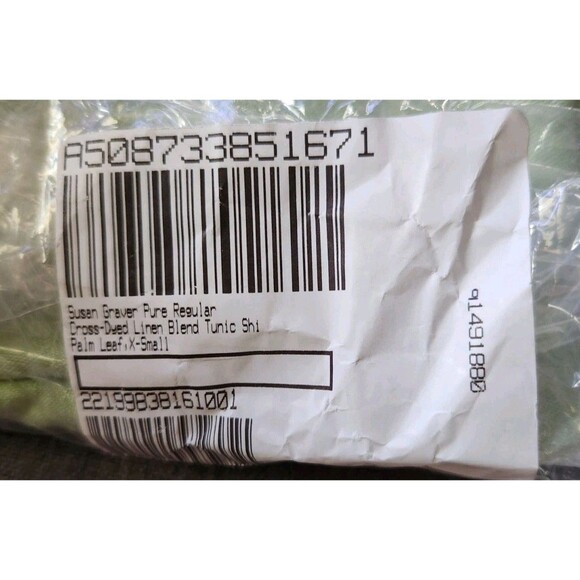 A508733851671
Susan Graver Pure Regular
Cross-Dyed Linen Blend Tunic Shi
Palm Leaf,X-Small
22199838161001
91491880